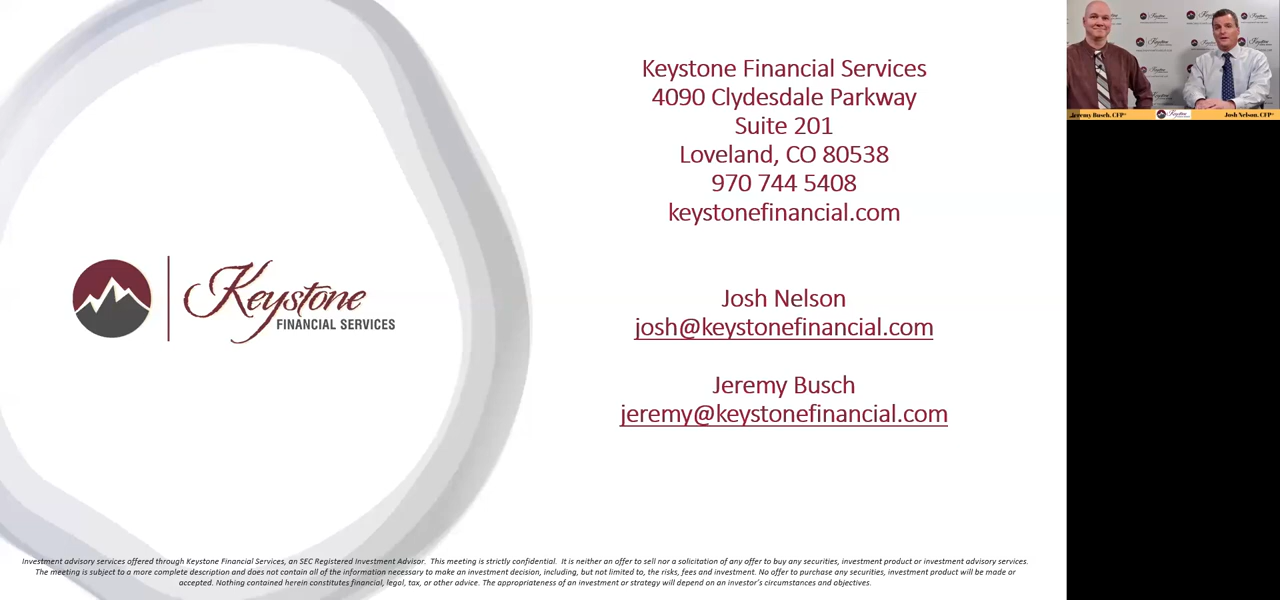 Keystone Financial Services
4090 Clydesdale Parkway
Suite 201
Loveland, CO 80538
970 744 5408
keystonefinancial.com
Josh Nelson
josh@keystonefinancial.com
Jeremy Busch
jeremy@keystonefinancial.com
Keystone
FINANCIAL SERVICES
Investment advisory services offered through Keystone Financial Services, an SEC Registered Investment Advisor. This meeting is strictly confidential. It is neither an offer to sell nor a solicitation of any offer to buy any securities, investment product or investment advisory services.
The meeting is subject to a more complete description and does not contain all of the information necessary to make an investment decision, including, but not limited to, the risks, fees and investment. No offer to purchase any securities, investment product will be made or
accepted. Nothing contained herein constitutes financial, legal, tax, or other advice. The appropriateness of an investment or strategy will depend on an investor's circumstances and objectives.
Jeremy Busch, CFP
Keystone
Josh Nelson, CFP